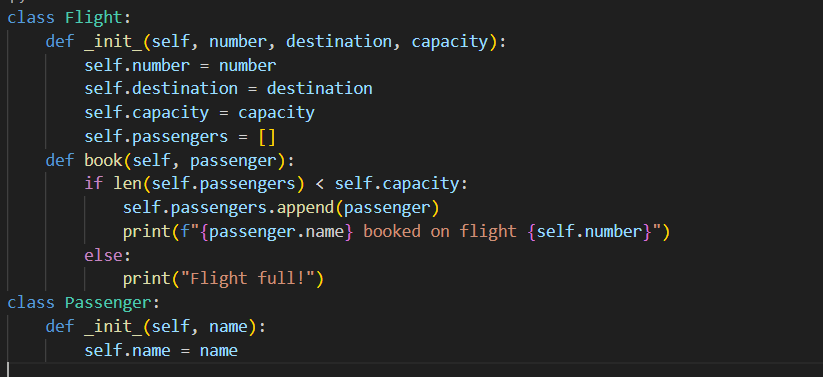 class Flight:
    def _init_(self, number, destination, capacity):
        self.number = number
        self.destination = destination
        self.capacity = capacity
        self.passengers = []
    def book(self, passenger):
        if len(self.passengers) < self.capacity:
            self.passengers.append(passenger)
            print(f"{passenger.name} booked on flight {self.number}")
        else:
            print("Flight full!")
class Passenger:
    def _init_(self, name):
        self.name = name